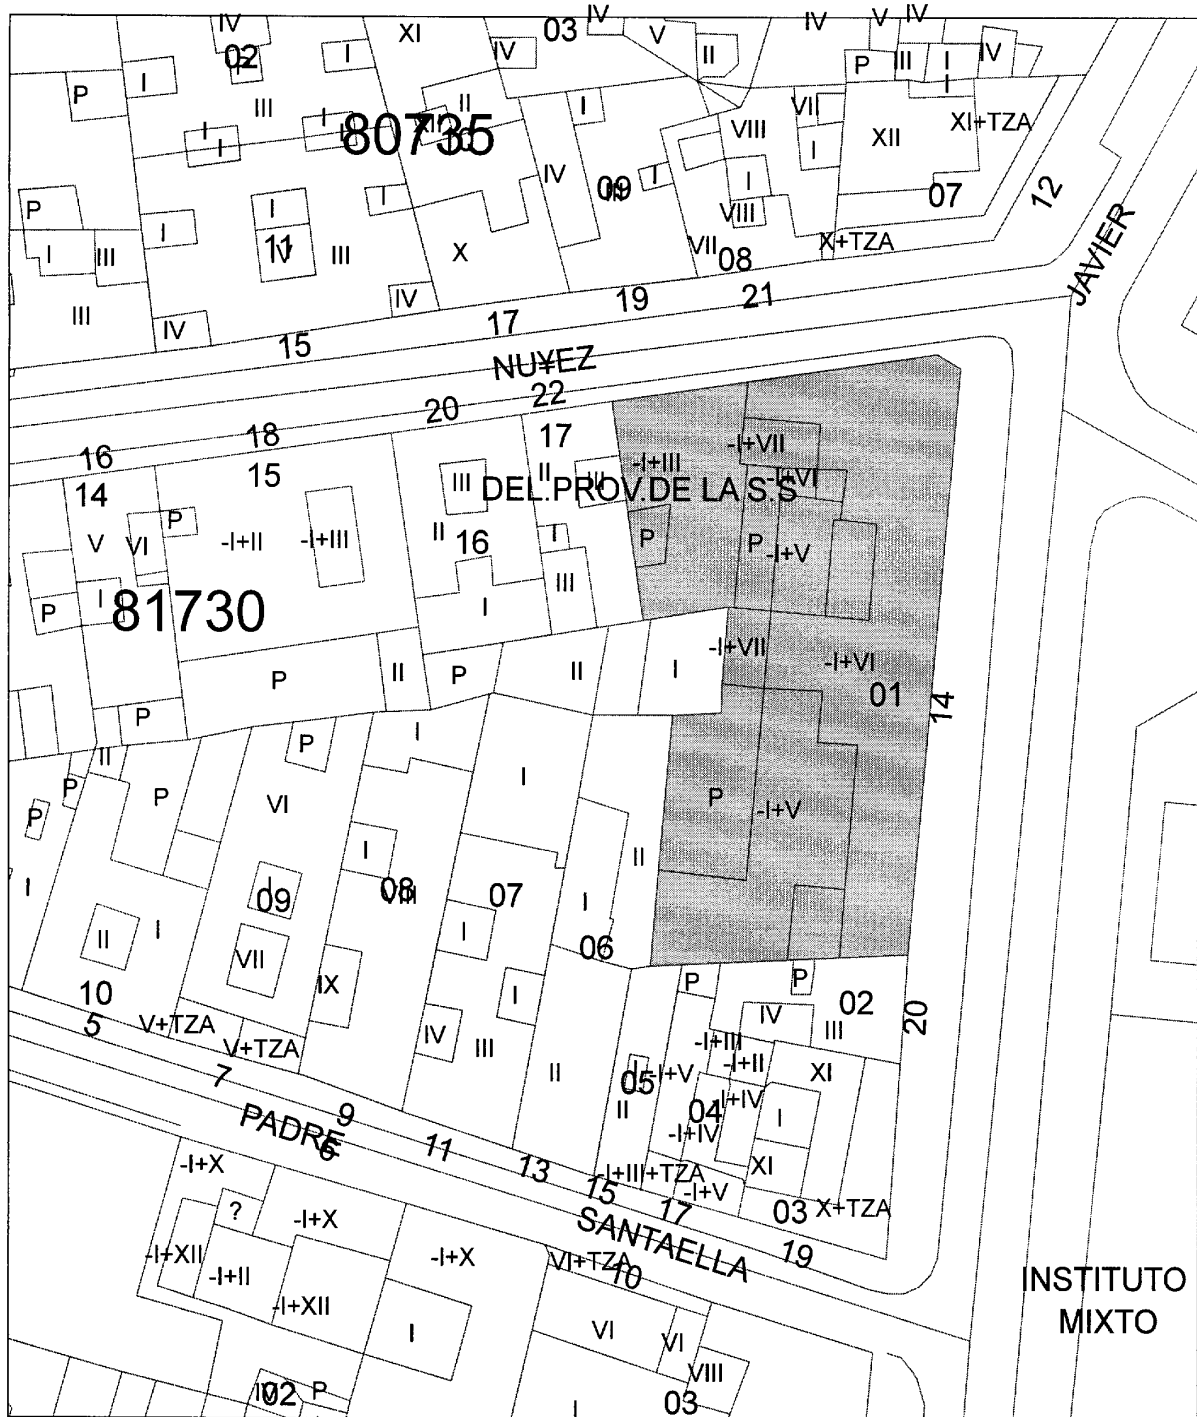 IV
XI
IV
03
IV
V
II
IV
V
IV
02
P
I
I
P
III
I
IV
P
I
III
II
I
I
80735
I
VII
VIII
XII
XI+TZA
I
I
I
IV
09
I
I
07
12
P
I
I
VIII
I
III
11
IV
III
X
VII
08
X+TZA
JAVIER
III
IV
IV
15
17
19
21
NU¥EZ
16
18
20
22
14
15
17
III
II
III
-I+III
-I+VII
-I+VI
DEL.PROV.DE LA S.S
V
VI
P
-I+II
-I+III
II
16
I
P
P
-I+V
P
I
81730
I
III
-I+VII
-I+VI
P
II
P
II
I
01
14
P
II
P
I
P
P
P
VI
I
P
-I+V
I
I
II
I
09
08
07
I
II
I
VII
I
06
10
5
V+TZA
V+TZA
IX
IV
III
I
P
P
02
IV
III
20
7
9
PADRE
6
11
13
15
17
19
II
II
05
-I+V
-I+III
-I+II
XI
04
-I+IV
-I+IV
I
XI
-I+III+TZA
-I+V
03
X+TZA
SANTAELLA
-I+X
?
-I+X
-I+XII
-I+II
-I+XII
-I+X
I
VI+TZA
10
VI
VI
VIII
INSTITUTO
MIXTO
02
P
03
I